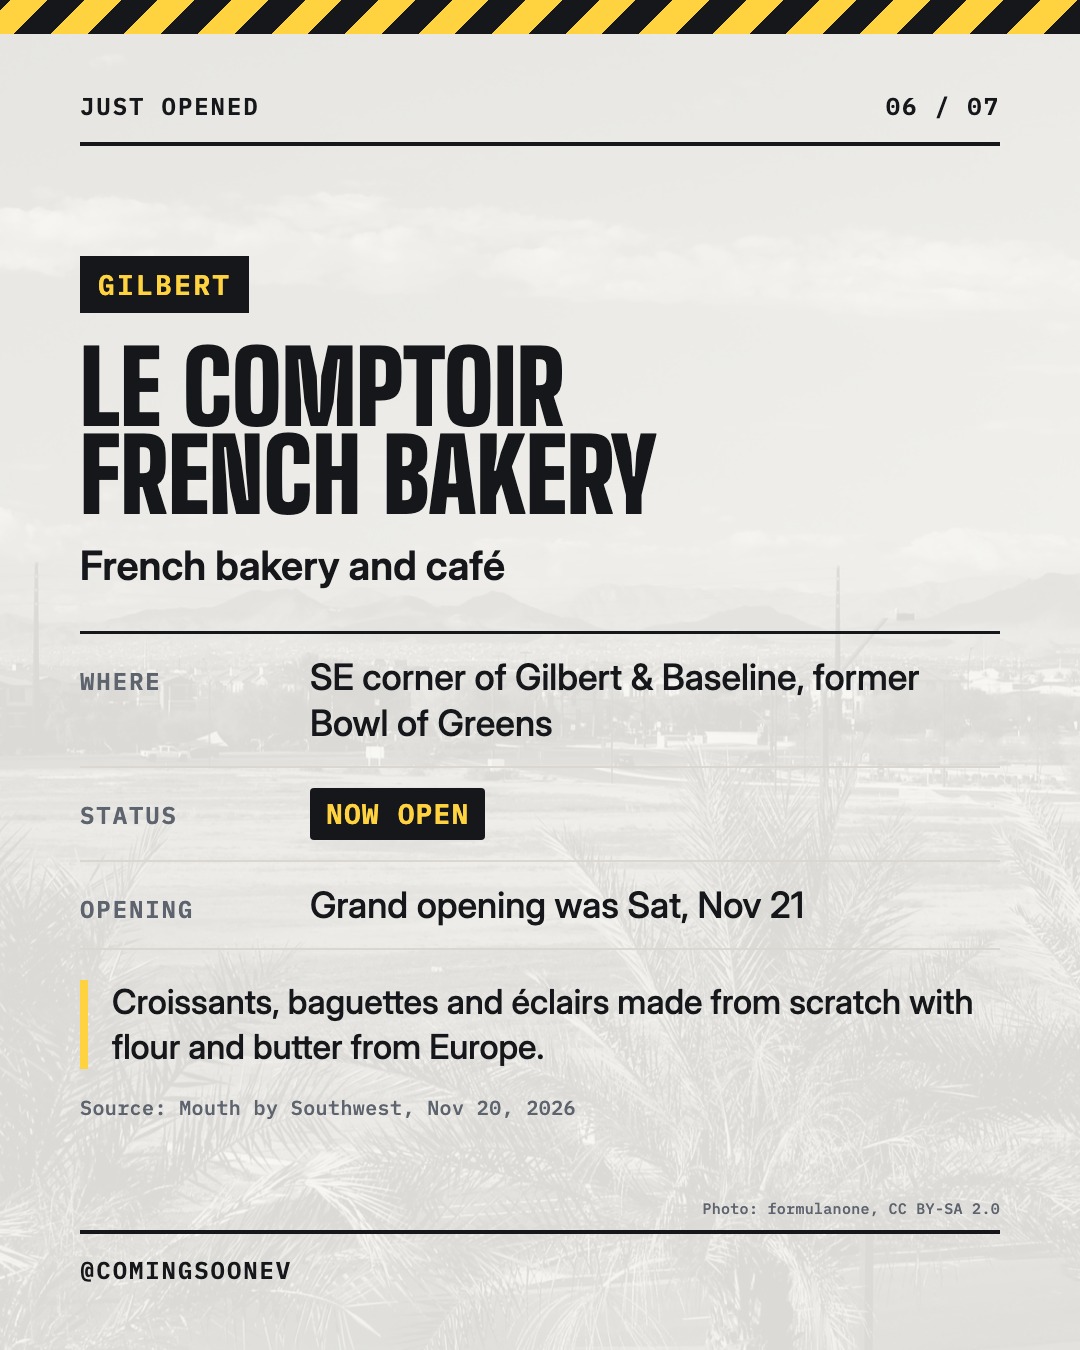 JUST OPENED
06 / 07
GILBERT
LE COMPTOIR
FRENCH BAKERY
French bakery and café
WHERE
SE corner of Gilbert & Baseline, former
Bowl of Greens
STATUS
NOW OPEN
OPENING
Grand opening was Sat, Nov 21
Croissants, baguettes and éclairs made from scratch with
flour and butter from Europe.
Source: Mouth by Southwest, Nov 20, 2026
Photo: formulanone, CC BY-SA 2.0
@COMINGSOONEV